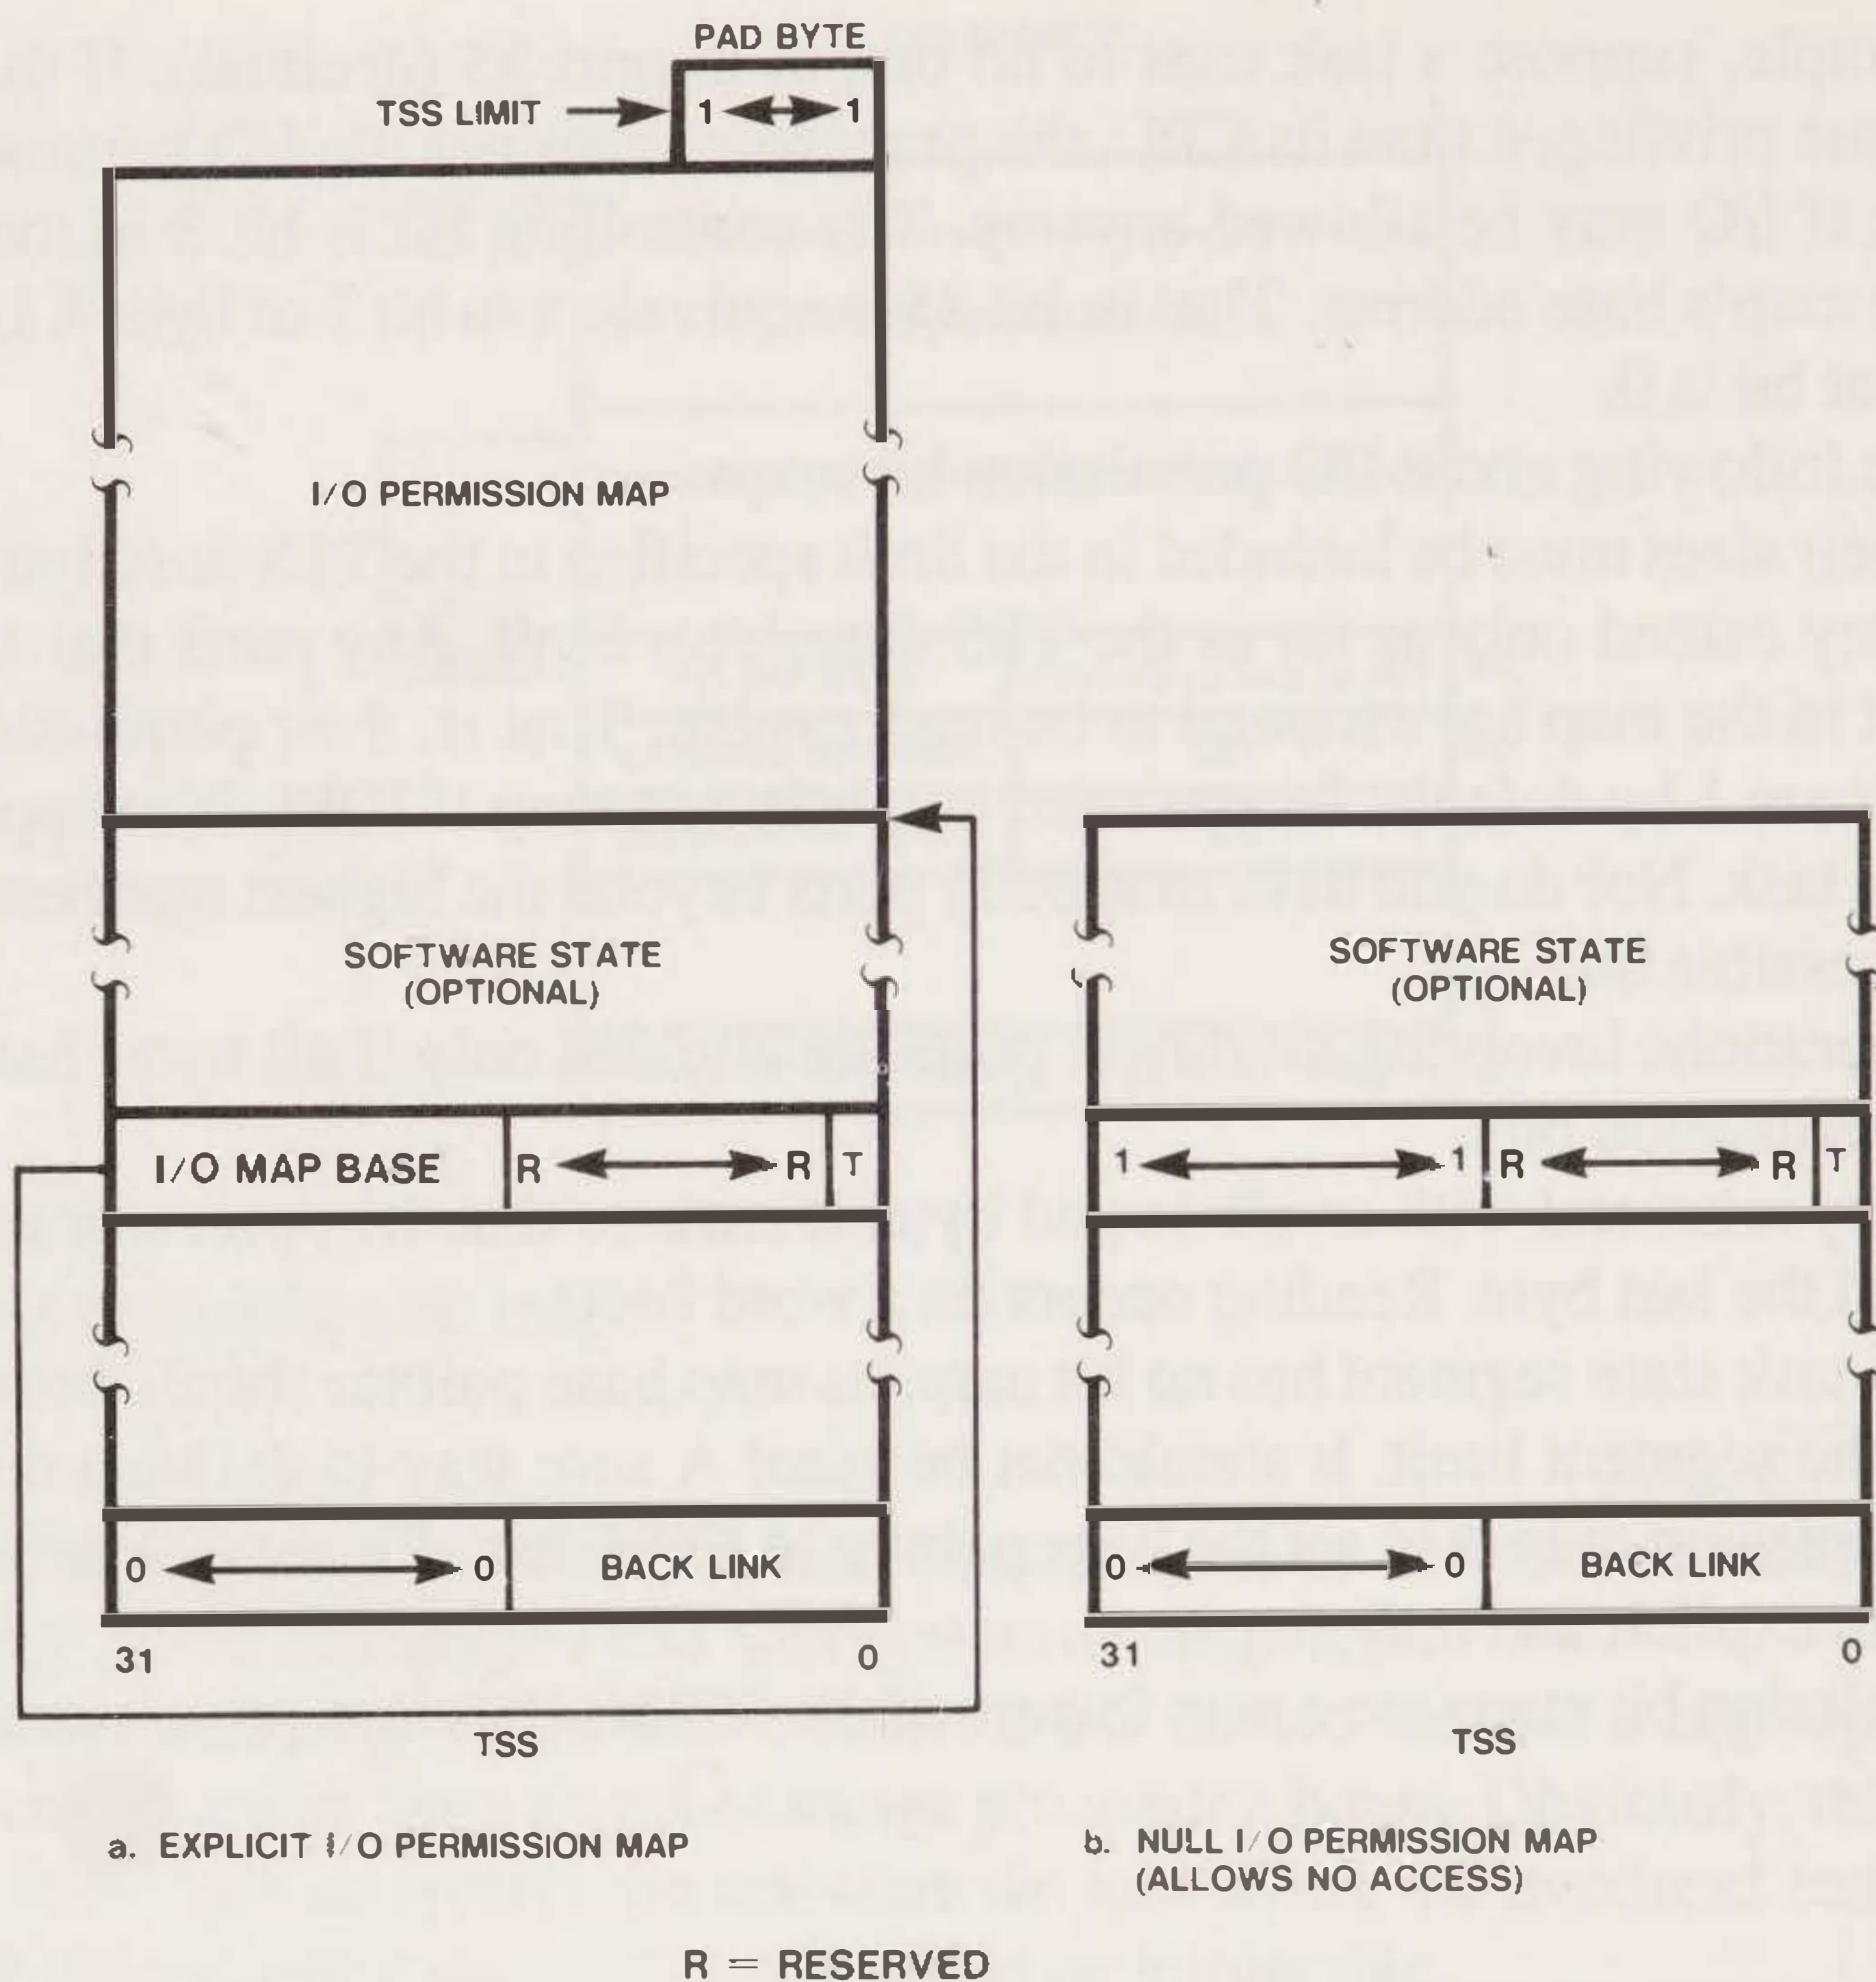 PAD BYTE
TSS LIMIT 1 1
I/O PERMISSION MAP
SOFTWARE STATE
(OPTIONAL)
I/O MAP BASE R R T
0 0 BACK LINK
31 0
TSS
a. EXPLICIT I/O PERMISSION MAP
SOFTWARE STATE
(OPTIONAL)
1 1 R R T
0 0 BACK LINK
31 0
TSS
b. NULL I/O PERMISSION MAP
(ALLOWS NO ACCESS)
R = RESERVED